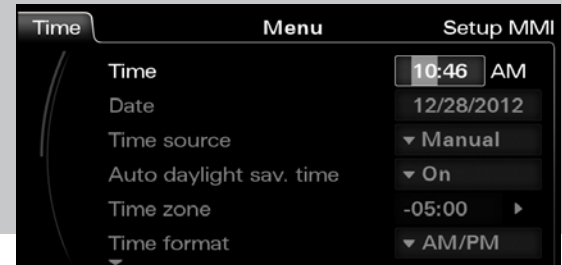 Time Menu Setup MMI
Time 10:46 AM
Date 12/28/2012
Time source Manual
Auto daylight sav. time On
Time zone -05:00
Time format AM/PM